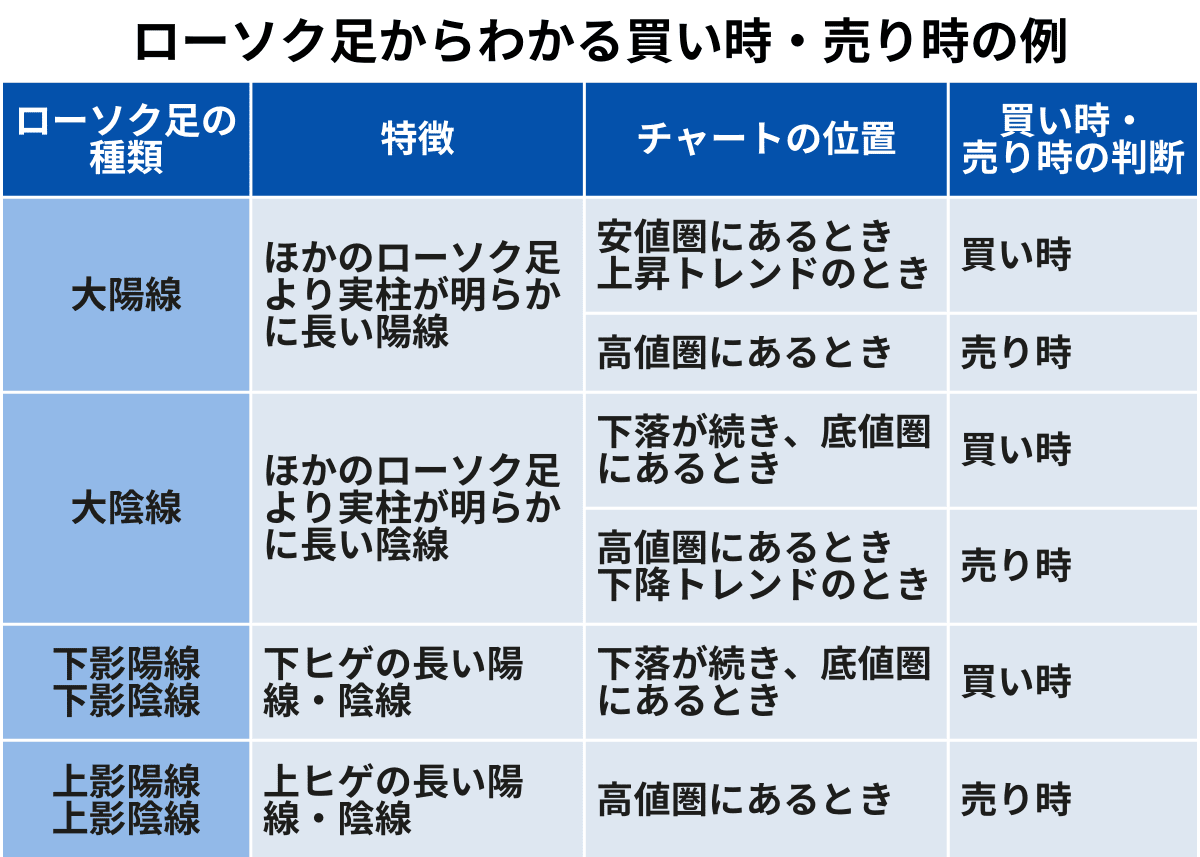 ローソク足からわかる買い時・売り時の例
ローソク足の
種類
特徴
チャートの位置
買い時・
売り時の判断
大陽線
ほかのローソク足
より実柱が明らか
に長い陽線
安値圏にあるとき
上昇トレンドのとき
買い時
高値圏にあるとき
売り時
大陰線
ほかのローソク足
より実柱が明らか
に長い陰線
下落が続き、底値圏
にあるとき
買い時
高値圏にあるとき
下降トレンドのとき
売り時
下影陽線
下影陰線
下ヒゲの長い陽
線・陰線
下落が続き、底値圏
にあるとき
買い時
上影陽線
上影陰線
上ヒゲの長い陽
線・陰線
高値圏にあるとき
売り時